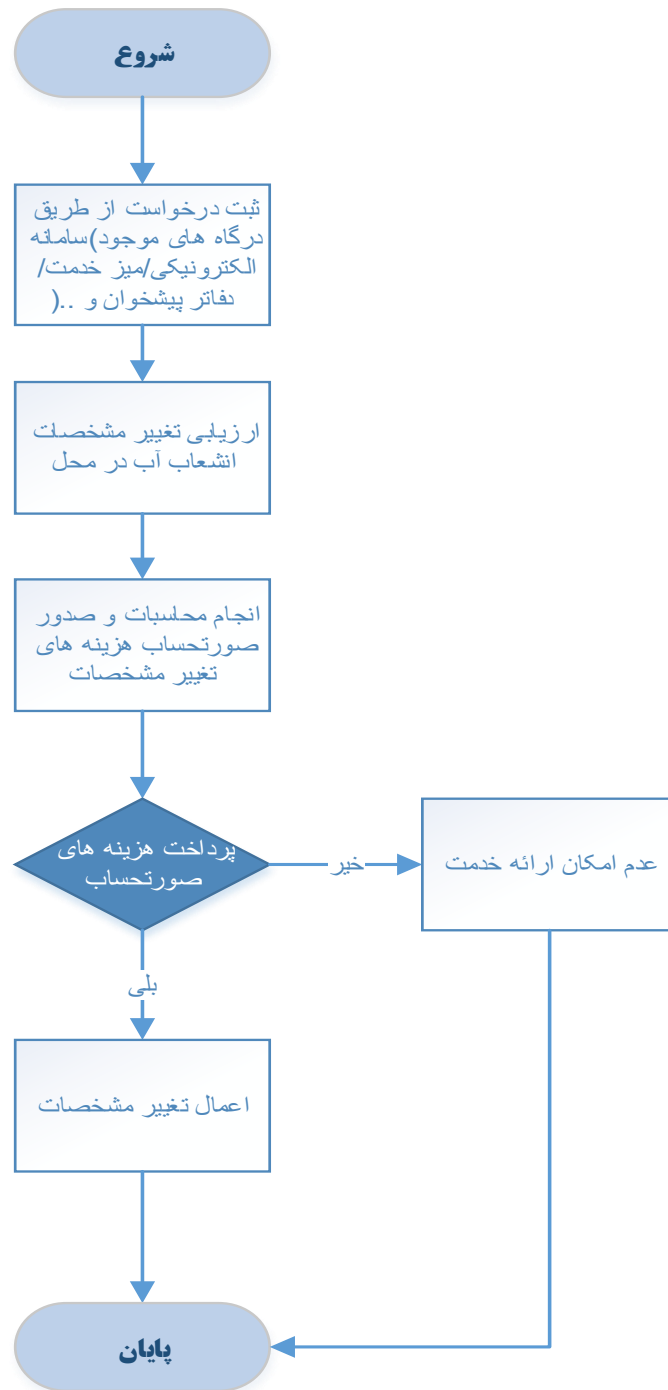 شروع
ثبت درخواست از طریق
درگاه های موجود)سامانه
الکترونیکی/میز خدمت/
دفاتر پیشخوان و ..(
ارزیابی تغییر مشخصات
انشعاب آب در محل
انجام محاسبات و صدور
صورتحساب هزینه های
تغییر مشخصات
پرداخت هزینه های
صورتحساب
خیر
عدم امکان ارائه خدمت
بلی
اعمال تغییر مشخصات
پایان